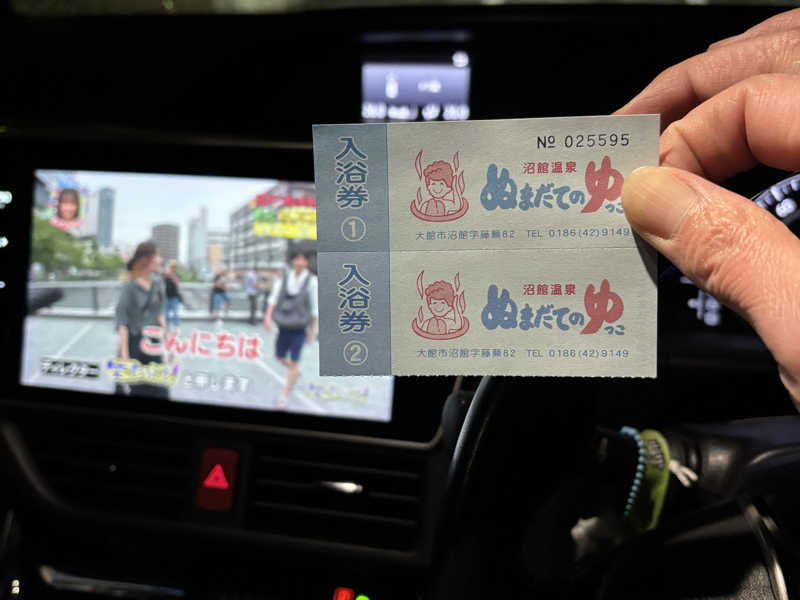 入浴券
①
№ 025595
沼館温泉
ぬまだてのゆっこ
大館市沼館字藤蔵82 TEL 0186(42)9149
入浴券
②
沼館温泉
ぬまだてのゆっこ
大館市沼館字藤蔵82 TEL 0186(42)9149
こんにちは
ディレクター
と申します